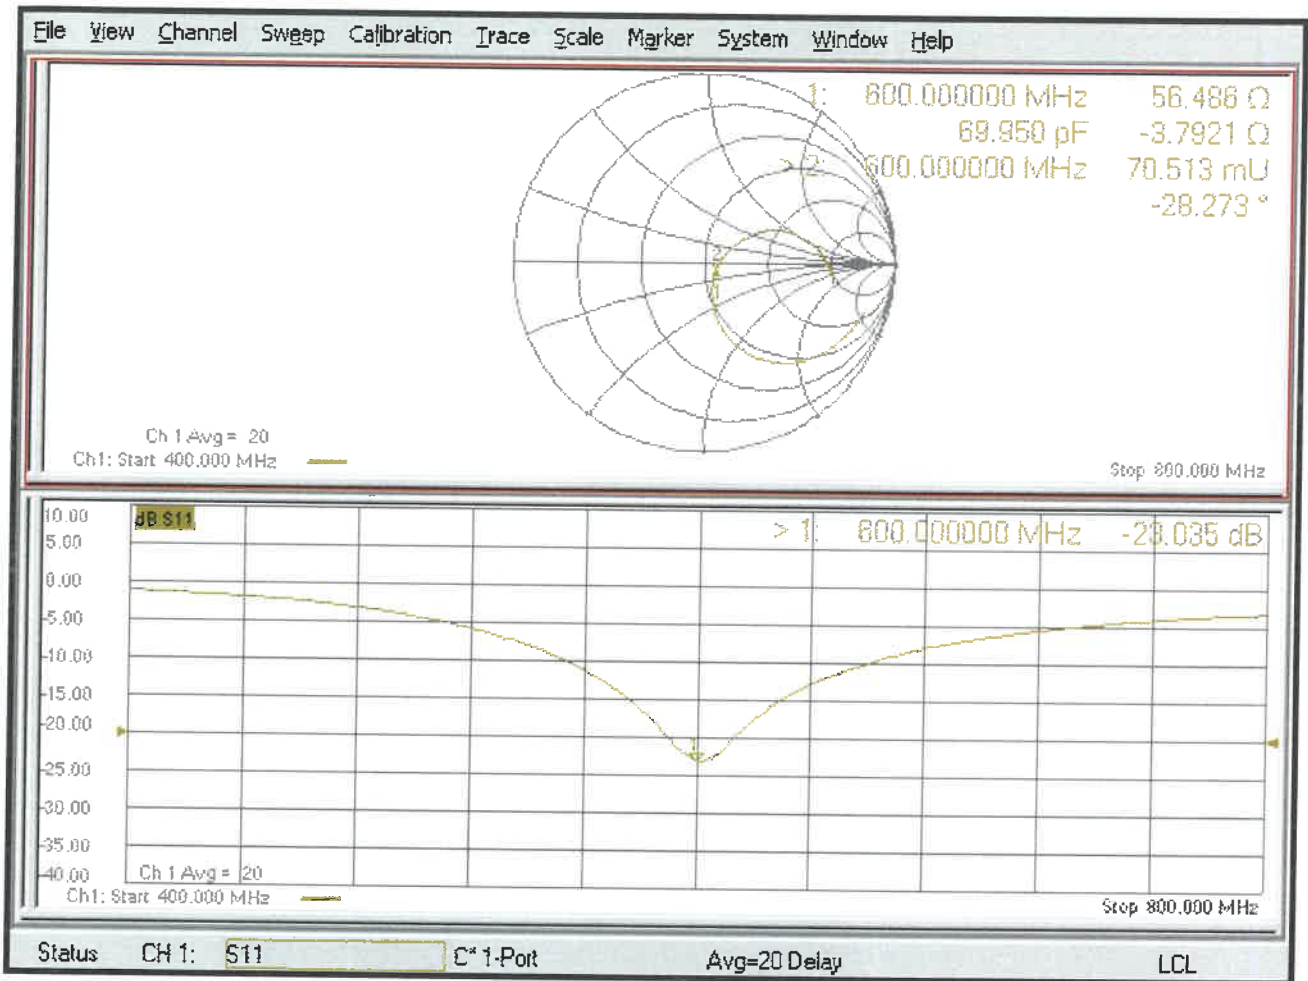 File View Channel Sweep Calibration Trace Scale Marker System Window Help
1: 600.000000 MHz 56.486 Ω
69.950 pF -3.7921 Ω
> 2: 600.000000 MHz 70.513 mU
-28.273 °
2
Ch 1 Avg = 20
Ch1: Start 400.000 MHz
Stop 800.000 MHz
10.00
dB S11
> 1: 600.000000 MHz -23.035 dB
5.00
0.00
-5.00
-10.00
-15.00
-20.00
1
-25.00
-30.00
-35.00
-40.00
Ch 1 Avg = 20
Ch1: Start 400.000 MHz
Stop 800.000 MHz
Status CH 1: S11 C* 1-Port Avg=20 Delay LCL